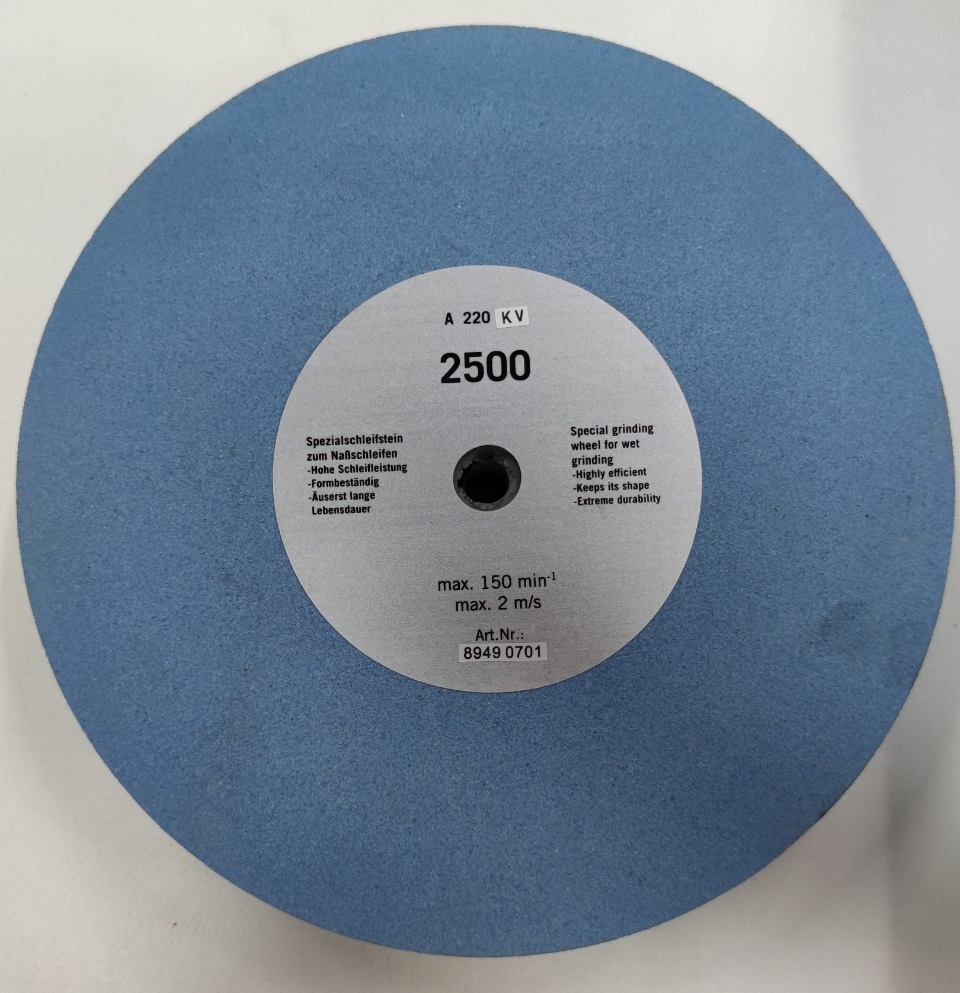 A 220 K V
2500
Spezialschleifstein
zum Naßschleifen
-Hohe Schleifleistung
-Formbeständig
-Äuserst lange
Lebensdauer
Special grinding
wheel for wet
grinding
-Highly efficient
-Keeps its shape
-Extreme durability
max. 150 min⁻¹
max. 2 m/s
Art.Nr.:
8949 0701